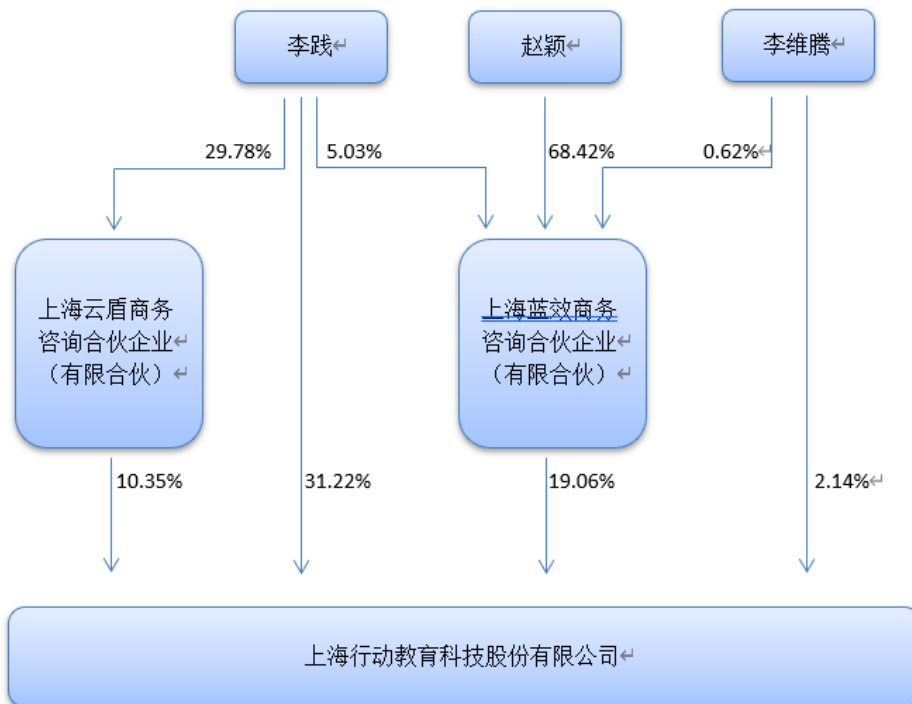 李践
赵颖
李维腾
29.78%
5.03%
68.42%
0.62%
上海云盾商务
咨询合伙企业
（有限合伙）
上海蓝效商务
咨询合伙企业
（有限合伙）
10.35%
31.22%
19.06%
2.14%
上海行动教育科技股份有限公司